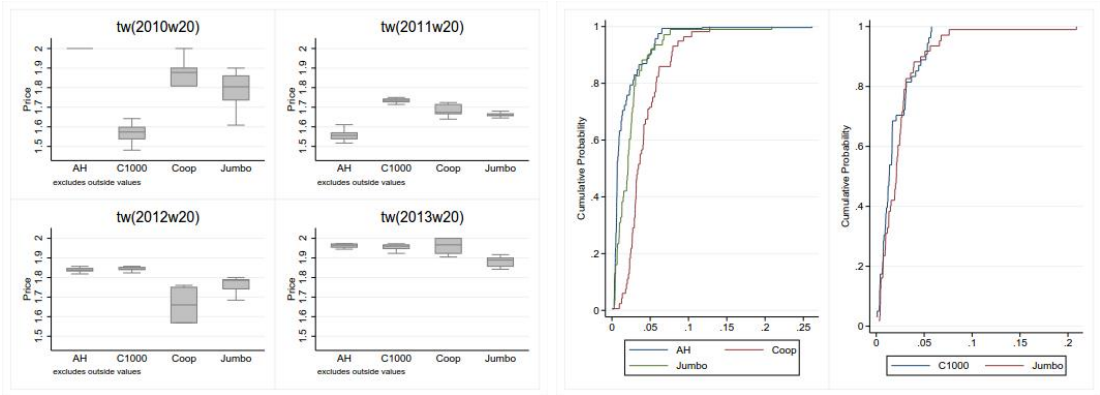 tw(2010w20)
Price
1.5 1.6 1.7 1.8 1.9 2
AH C1000 Coop Jumbo
excludes outside values
tw(2011w20)
Price
1.5 1.6 1.7 1.8 1.9 2
AH C1000 Coop Jumbo
excludes outside values
tw(2012w20)
Price
1.5 1.6 1.7 1.8 1.9 2
AH C1000 Coop Jumbo
excludes outside values
tw(2013w20)
Price
1.5 1.6 1.7 1.8 1.9 2
AH C1000 Coop Jumbo
excludes outside values
Cumulative Probability
1
.8
.6
.4
.2
0
0 .05 .1 .15 .2 .25
AH Coop
Jumbo
Cumulative Probability
1
.8
.6
.4
.2
0
0 .05 .1 .15 .2
C1000 Jumbo